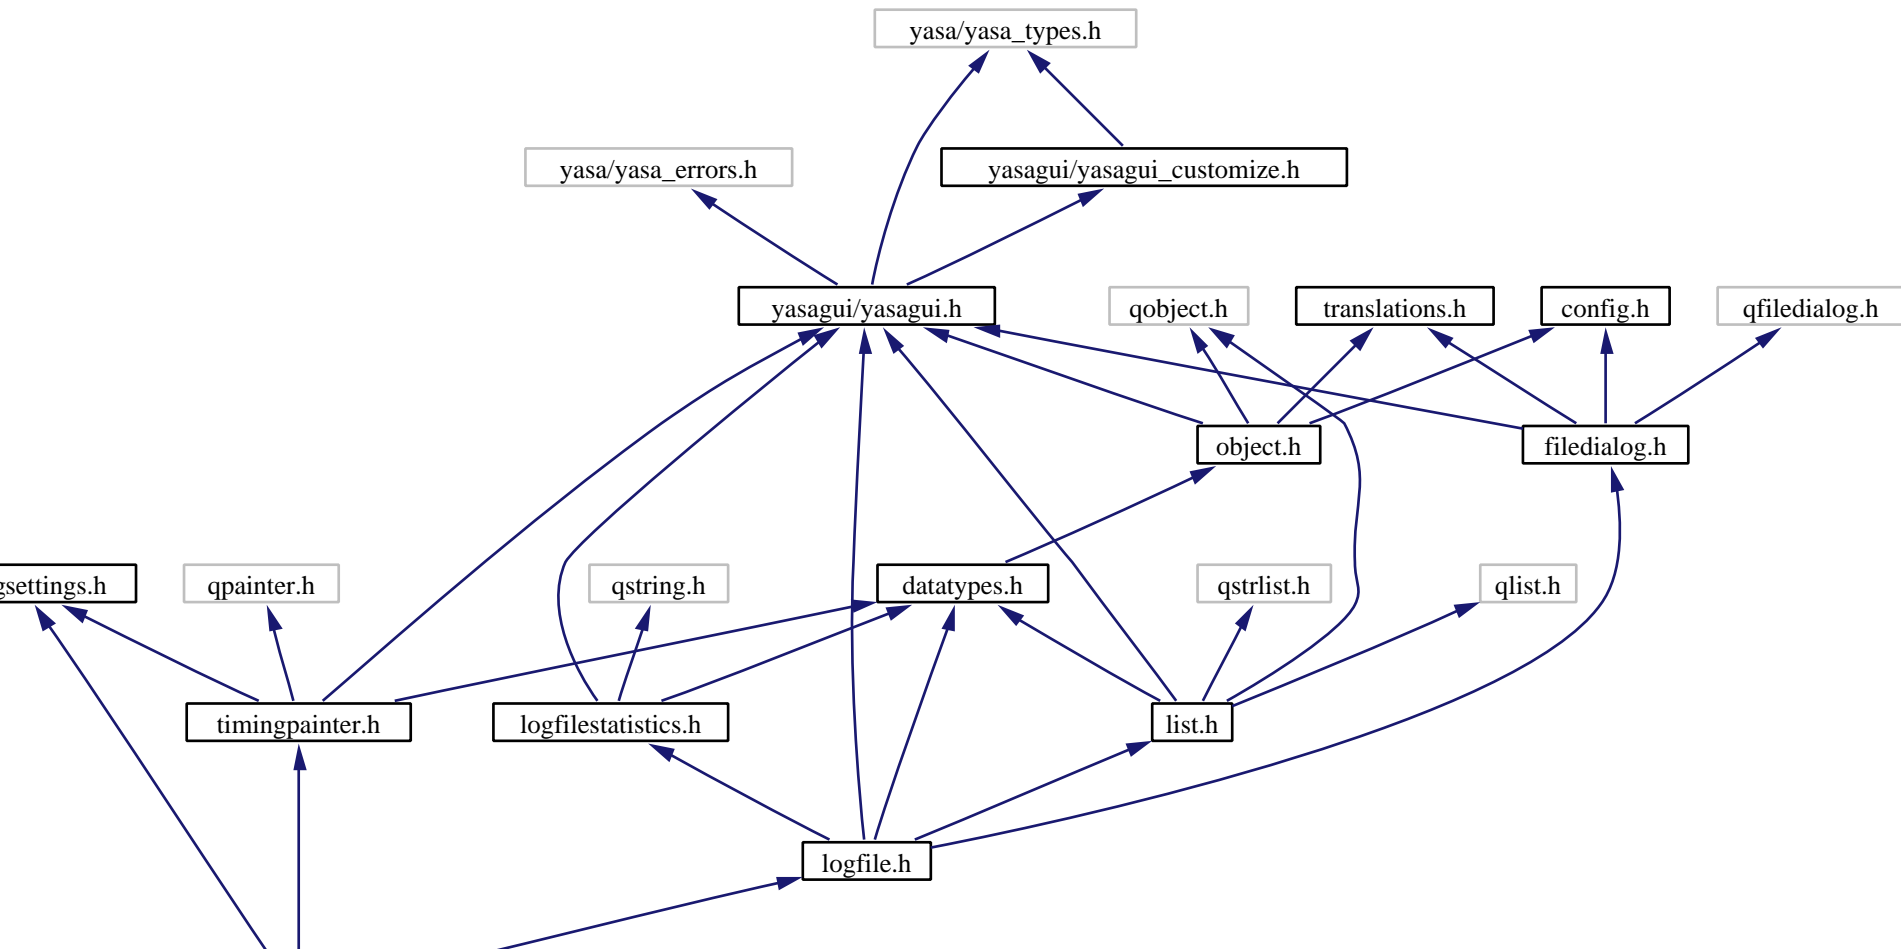 yasa/yasa_types.h
yasa/yasa_errors.h
yasagui/yasagui_customize.h
yasagui/yasagui.h
qobject.h
translations.h
config.h
qfiledialog.h
object.h
filedialog.h
gsettings.h
qpainter.h
qstring.h
datatypes.h
qstrlist.h
qlist.h
timingpainter.h
logfilestatistics.h
list.h
logfile.h